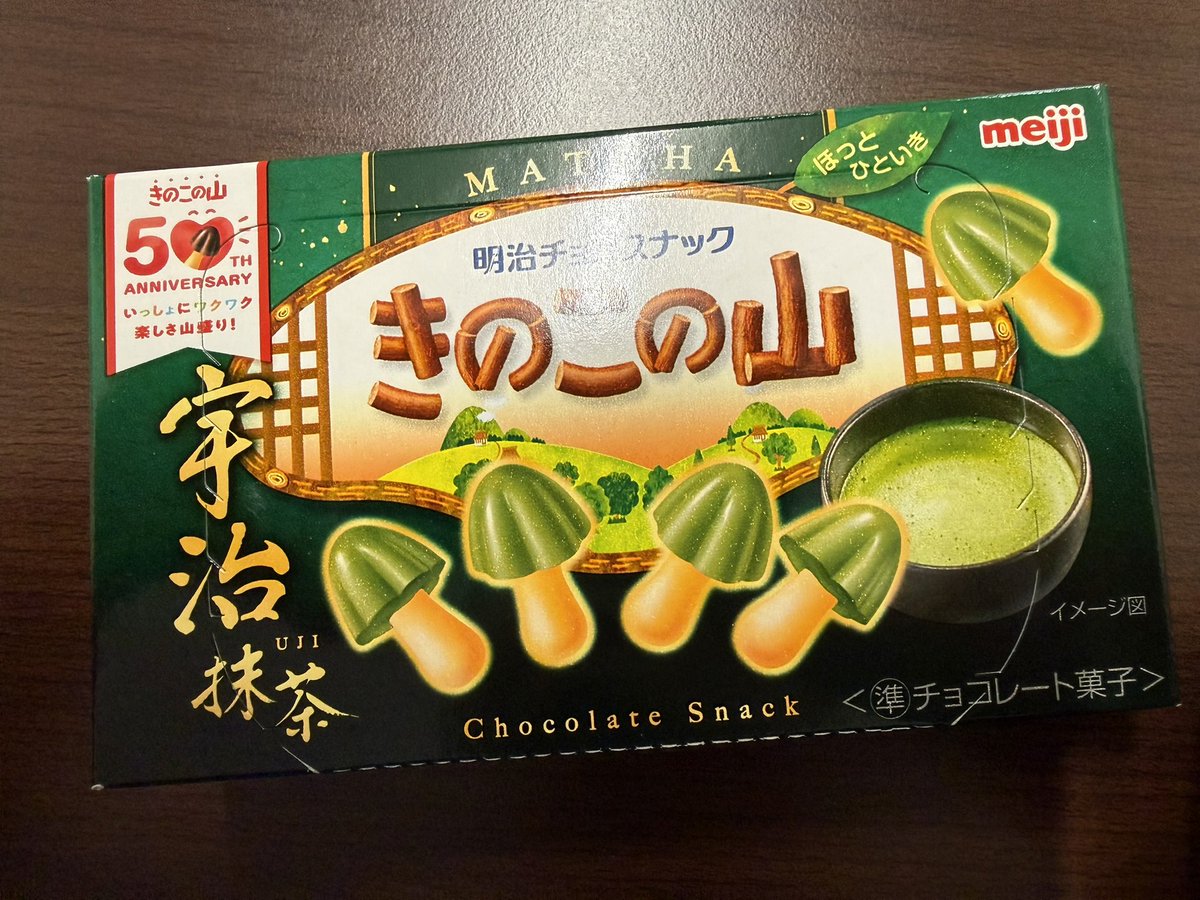 meiji
MATCHA
ほっと
ひといき
きのこの山
50TH
ANNIVERSARY
いっしょにワクワク
楽しさ山盛り!
明治チョコスナック
きのこの山
宇治
UJI
抹茶
イメージ図
Chocolate Snack
<㊜チョコレート菓子>